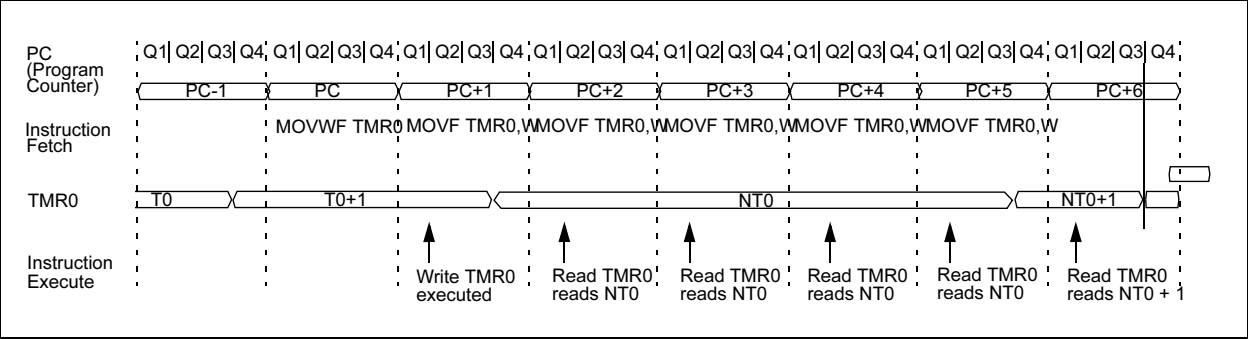 PC
(Program
Counter)
Q1 Q2 Q3 Q4 Q1 Q2 Q3 Q4 Q1 Q2 Q3 Q4 Q1 Q2 Q3 Q4 Q1 Q2 Q3 Q4 Q1 Q2 Q3 Q4 Q1 Q2 Q3 Q4 Q1 Q2 Q3 Q4
PC-1 PC PC+1 PC+2 PC+3 PC+4 PC+5 PC+6
Instruction
Fetch
MOVWF TMR0 MOVF TMR0,W MOVF TMR0,W MOVF TMR0,W MOVF TMR0,W MOVF TMR0,W
TMR0
T0 T0+1 NT0 NT0+1
Instruction
Execute
Write TMR0
executed
Read TMR0
reads NT0
Read TMR0
reads NT0
Read TMR0
reads NT0
Read TMR0
reads NT0
Read TMR0
reads NT0 + 1